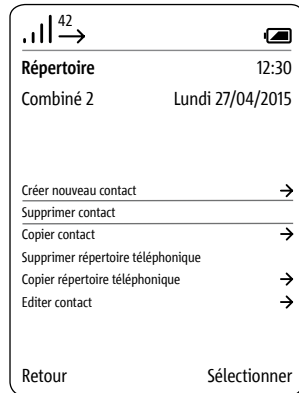 42
Répertoire 12:30
Combiné 2 Lundi 27/04/2015
Créer nouveau contact
Supprimer contact
Copier contact
Supprimer répertoire téléphonique
Copier répertoire téléphonique
Editer contact
Retour Sélectionner